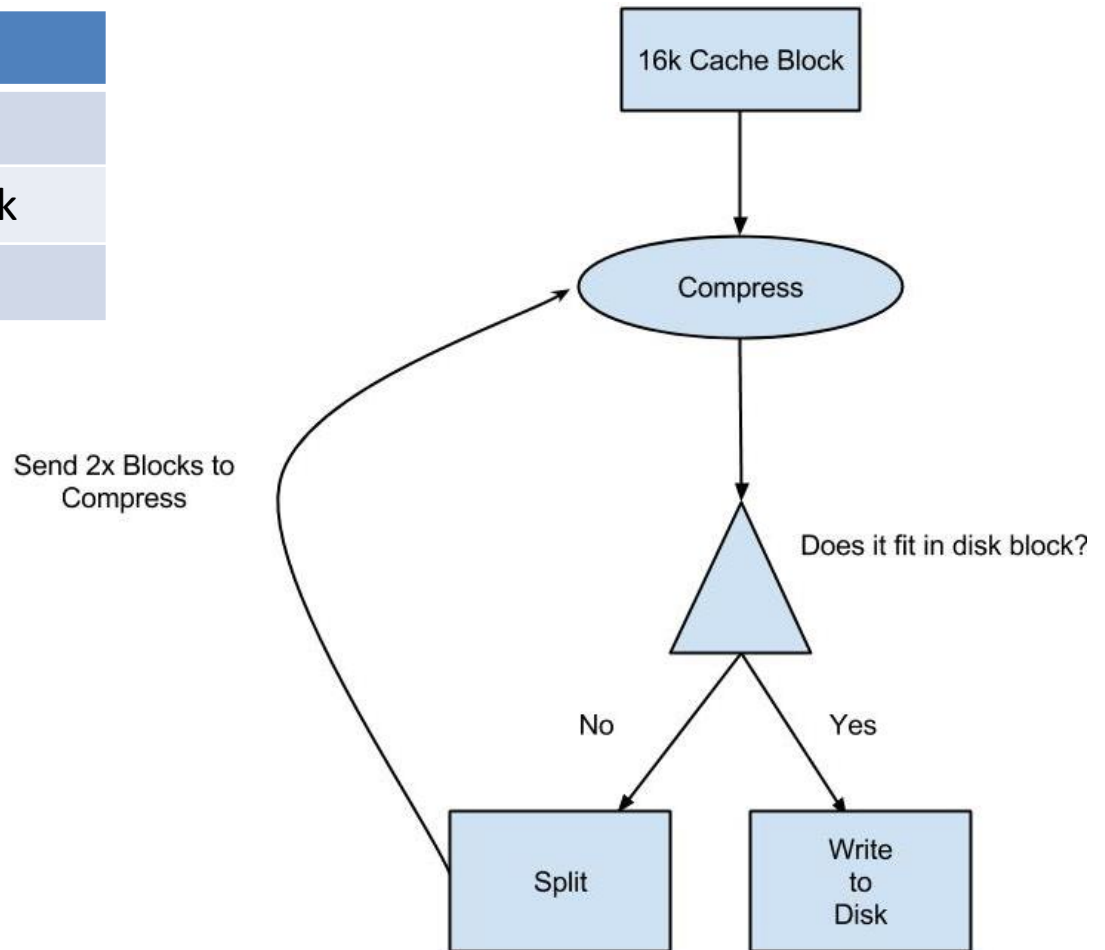 k
16k Cache Block
Compress
Send 2x Blocks to
Compress
Does it fit in disk block?
No
Yes
Split
Write
to
Disk